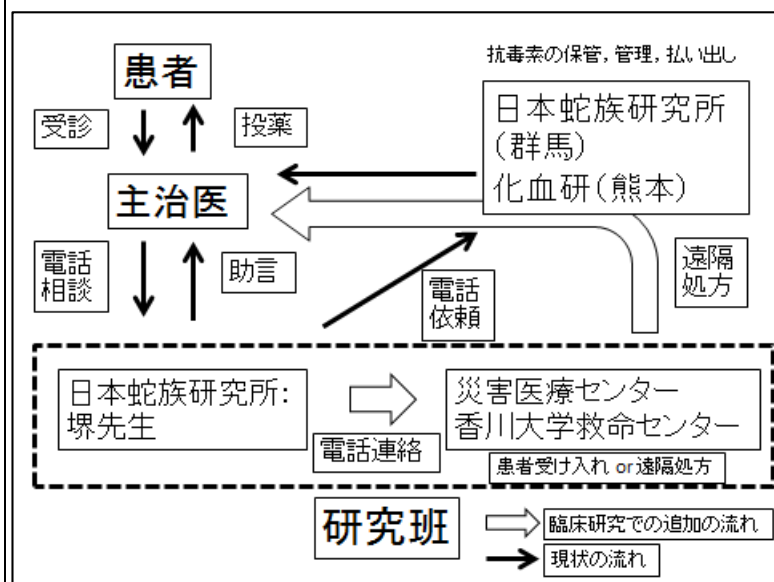 患者
受診
投薬
主治医
抗毒素の保管，管理，払い出し
日本蛇族研究所
(群馬)
化血研(熊本)
電話
相談
助言
電話
依頼
遠隔
処方
日本蛇族研究所:
堺先生
電話連絡
災害医療センター
香川大学救命センター
患者受け入れ or遠隔処方
研究班
臨床研究での追加の流れ
現状の流れ